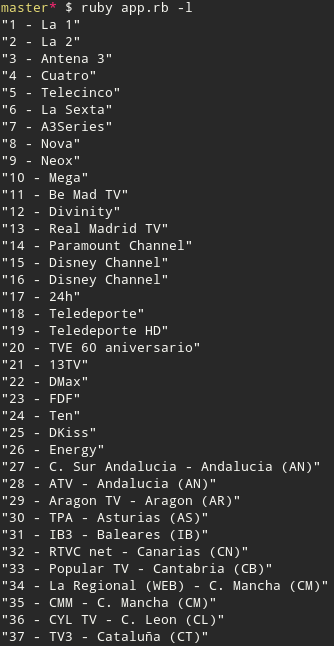 master* $ ruby app.rb -l
"1 - La 1"
"2 - La 2"
"3 - Antena 3"
"4 - Cuatro"
"5 - Telecinco"
"6 - La Sexta"
"7 - A3Series"
"8 - Nova"
"9 - Neox"
"10 - Mega"
"11 - Be Mad TV"
"12 - Divinity"
"13 - Real Madrid TV"
"14 - Paramount Channel"
"15 - Disney Channel"
"16 - Disney Channel"
"17 - 24h"
"18 - Teledeporte"
"19 - Teledeporte HD"
"20 - TVE 60 aniversario"
"21 - 13TV"
"22 - DMax"
"23 - FDF"
"24 - Ten"
"25 - DKiss"
"26 - Energy"
"27 - C. Sur Andalucia - Andalucia (AN)"
"28 - ATV - Andalucia (AN)"
"29 - Aragon TV - Aragon (AR)"
"30 - TPA - Asturias (AS)"
"31 - IB3 - Baleares (IB)"
"32 - RTVC net - Canarias (CN)"
"33 - Popular TV - Cantabria (CB)"
"34 - La Regional (WEB) - C. Mancha (CM)"
"35 - CMM - C. Mancha (CM)"
"36 - CYL TV - C. Leon (CL)"
"37 - TV3 - Cataluña (CT)"